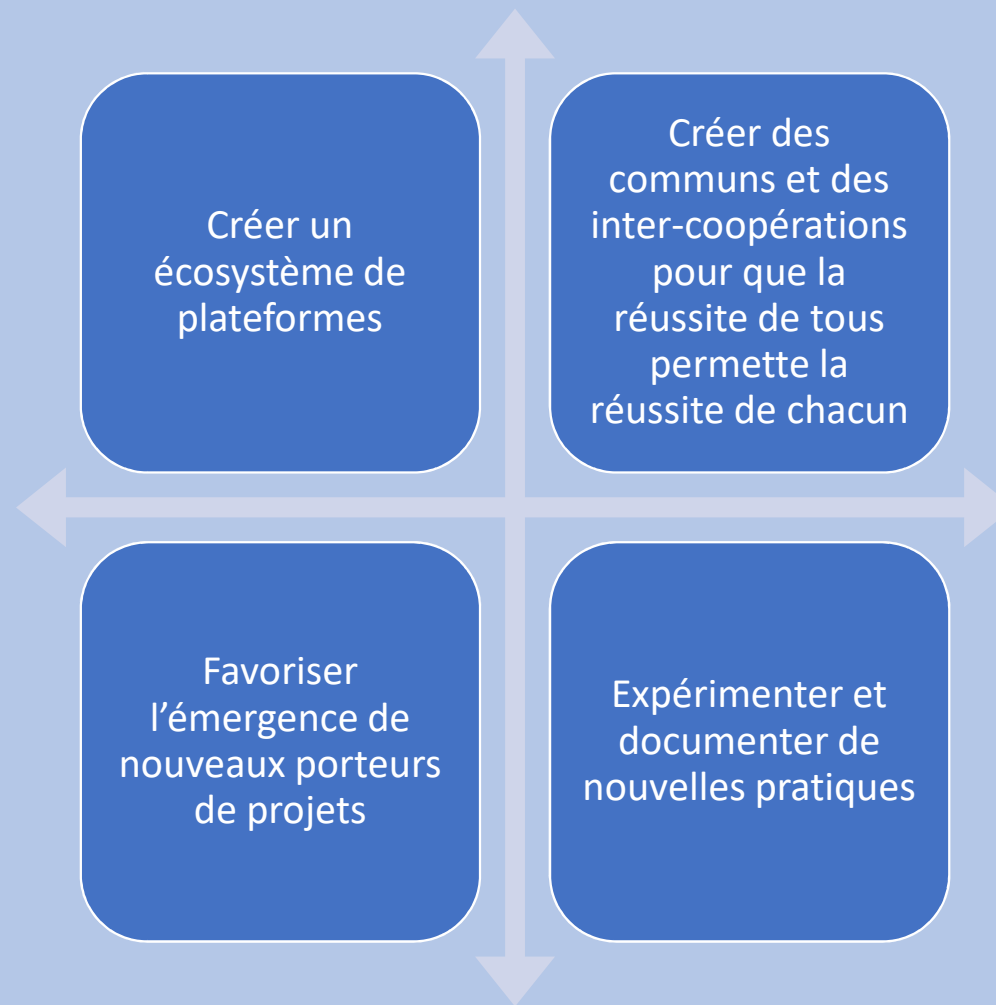 Créer un
écosystème de
plateformes
Créer des
communs et des
inter-coopérations
pour que la
réussite de tous
permette la
réussite de chacun
Favoriser
l’émergence de
nouveaux porteurs
de projets
Expérimenter et
documenter de
nouvelles pratiques